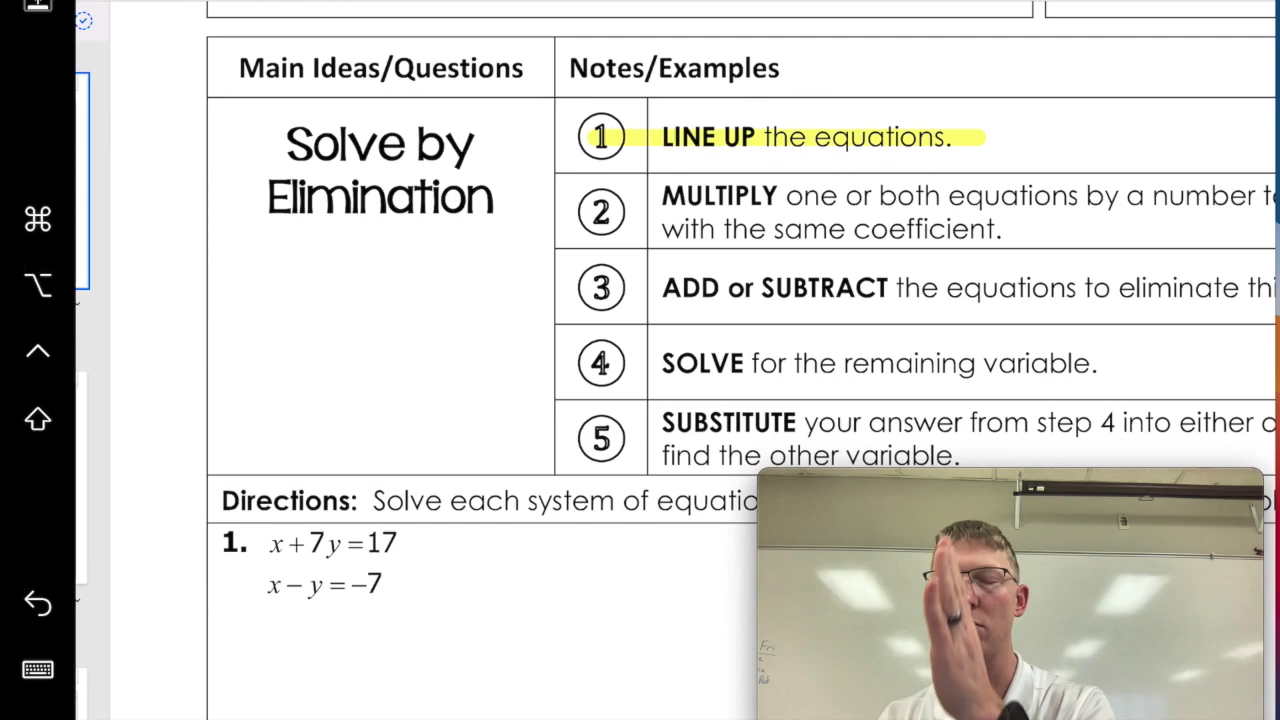 Main Ideas/Questions
Notes/Examples
Solve by
Elimination
1 LINE UP the equations.
2 MULTIPLY one or both equations by a number
with the same coefficient.
3 ADD or SUBTRACT the equations to eliminate
4 SOLVE for the remaining variable.
5 SUBSTITUTE your answer from step 4 into either
find the other variable.
Directions: Solve each system of
1. x + 7y = 17
x − y = −7
Fri